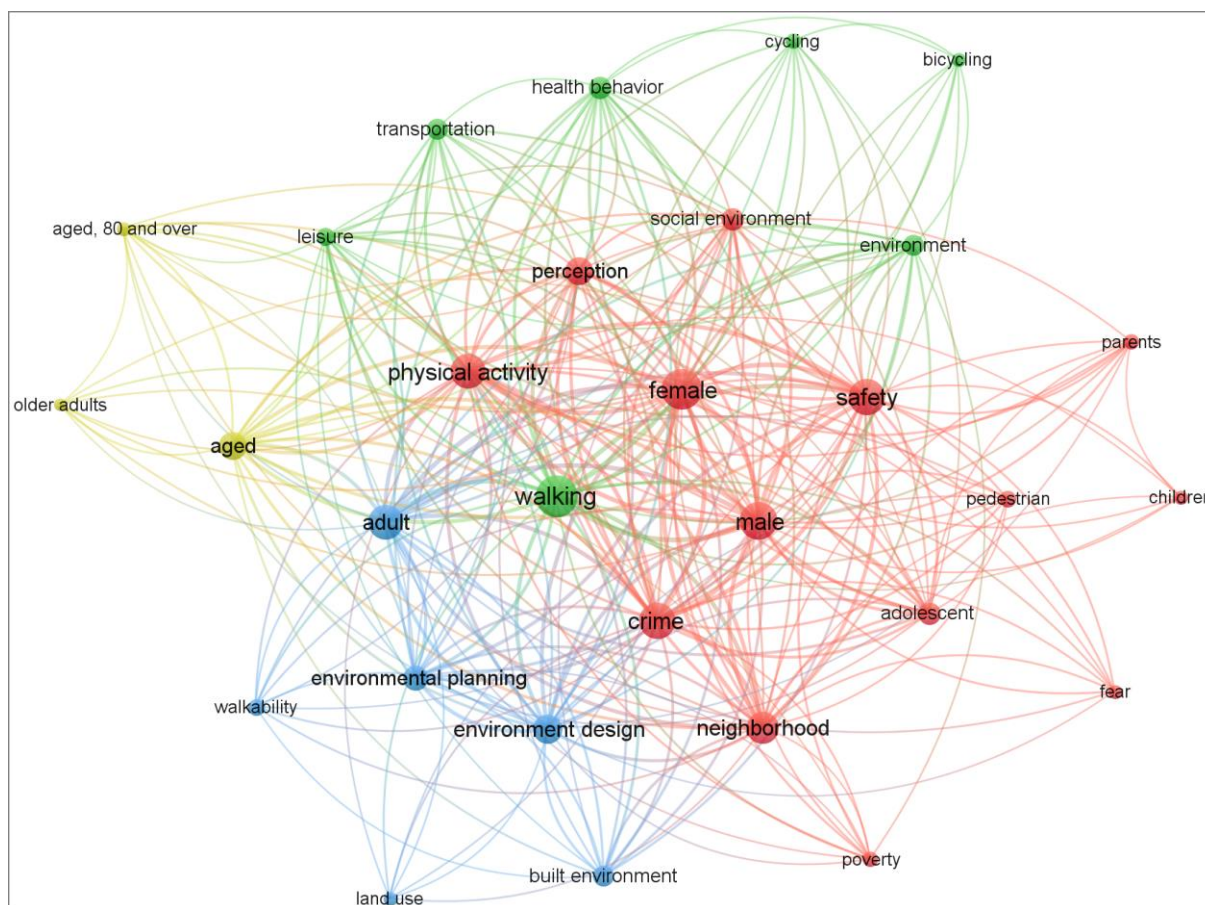 cycling
bicycling
health behavior
transportation
social environment
aged, 80 and over
leisure
environment
perception
parents
physical activity
female
safety
older adults
aged
walking
pedestrian
children
adult
male
crime
adolescent
environmental planning
fear
walkability
environment design
neighborhood
poverty
built environment
land use